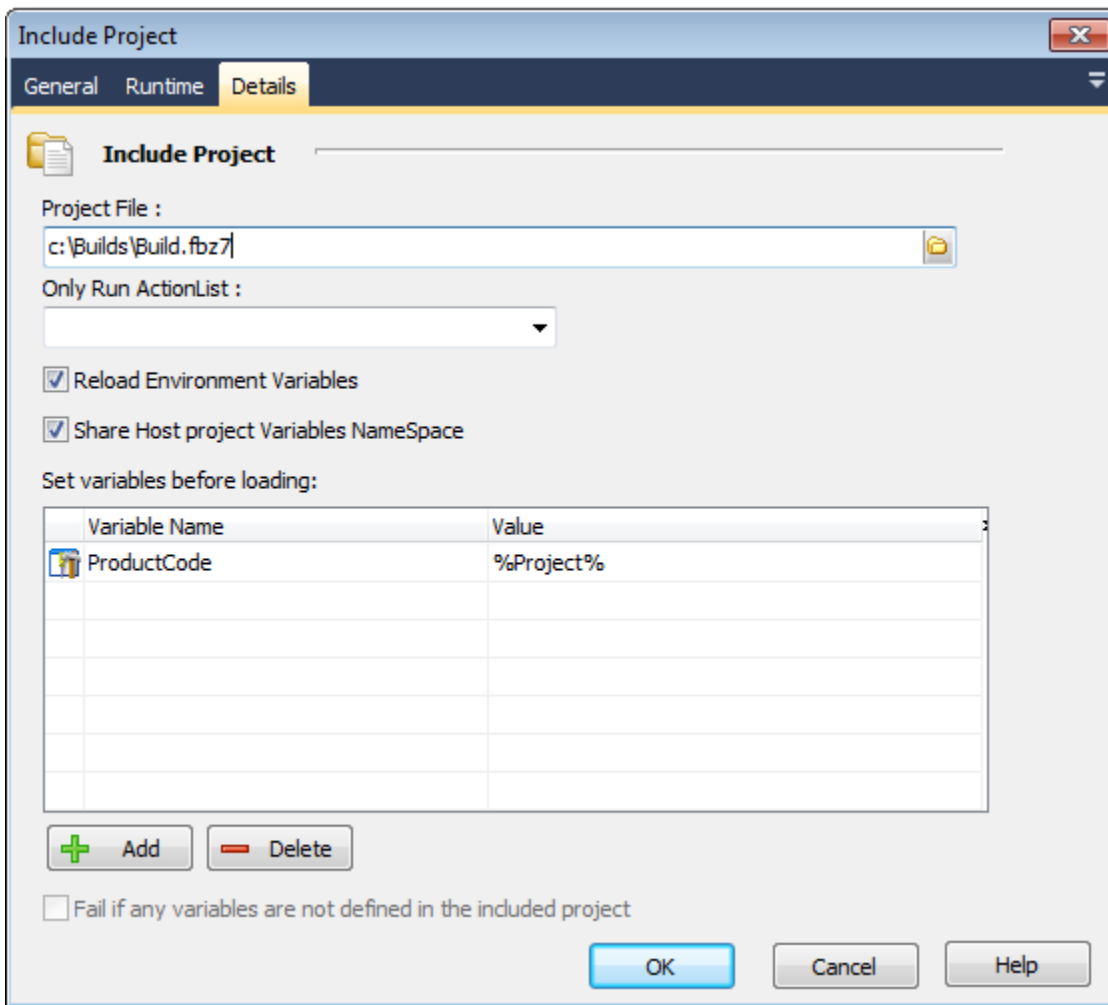 Include Project
General Runtime Details
Include Project
Project File :
c:\Builds\Build.fbz7
Only Run ActionList :
Reload Environment Variables
Share Host project Variables NameSpace
Set variables before loading:
Variable Name Value
ProductCode %Project%
Add Delete
Fail if any variables are not defined in the included project
OK Cancel Help